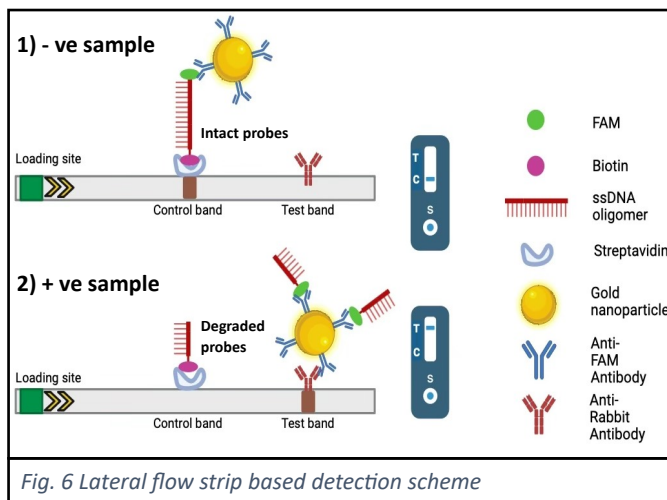 1) - ve sample
Intact probes
Loading site
Control band
Test band
T
C
S
2) + ve sample
Degraded
probes
Loading site
Control band
Test band
T
C
S
FAM
Biotin
ssDNA
oligomer
Streptavidin
Gold
nanoparticle
Anti-
FAM
Antibody
Anti-
Rabbit
Antibody
Fig. 6 Lateral flow strip based detection scheme